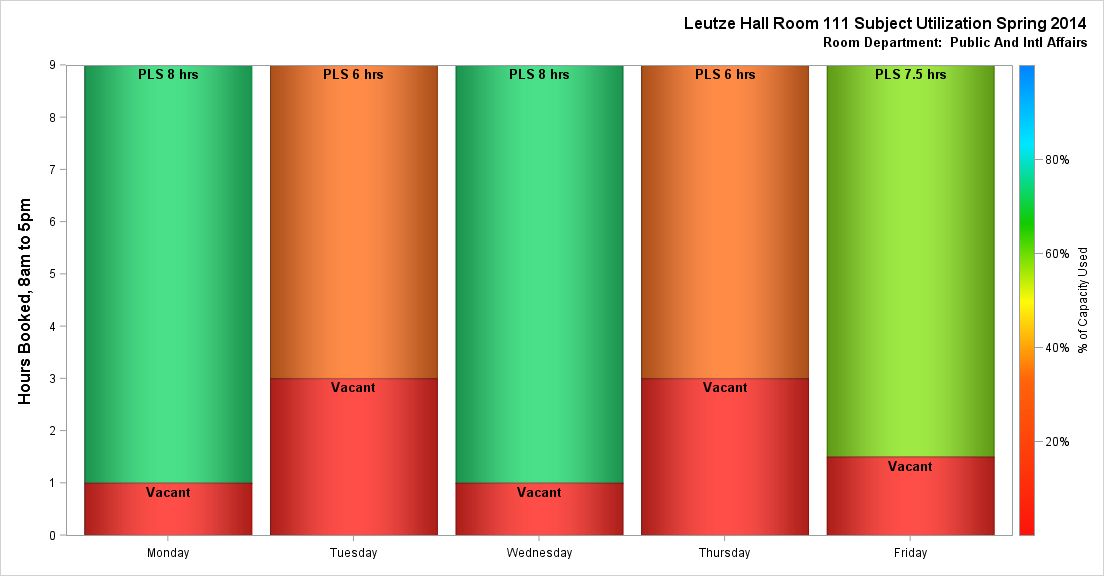 Leutze Hall Room 111 Subject Utilization Spring 2014
Room Department:  Public And Intl Affairs
Hours Booked, 8am to 5pm
9
8
7
6
5
4
3
2
1
0
PLS 8 hrs
Vacant
PLS 6 hrs
Vacant
PLS 8 hrs
Vacant
PLS 6 hrs
Vacant
PLS 7.5 hrs
Vacant
Monday
Tuesday
Wednesday
Thursday
Friday
80%
60%
40%
20%
% of Capacity Used